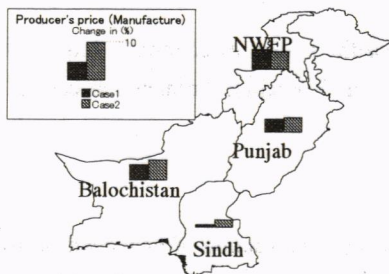 Producer's price (Manufacture)
Change in (%)
10
Case1
Case2
NWFP
Punjab
Balochistan
Sindh